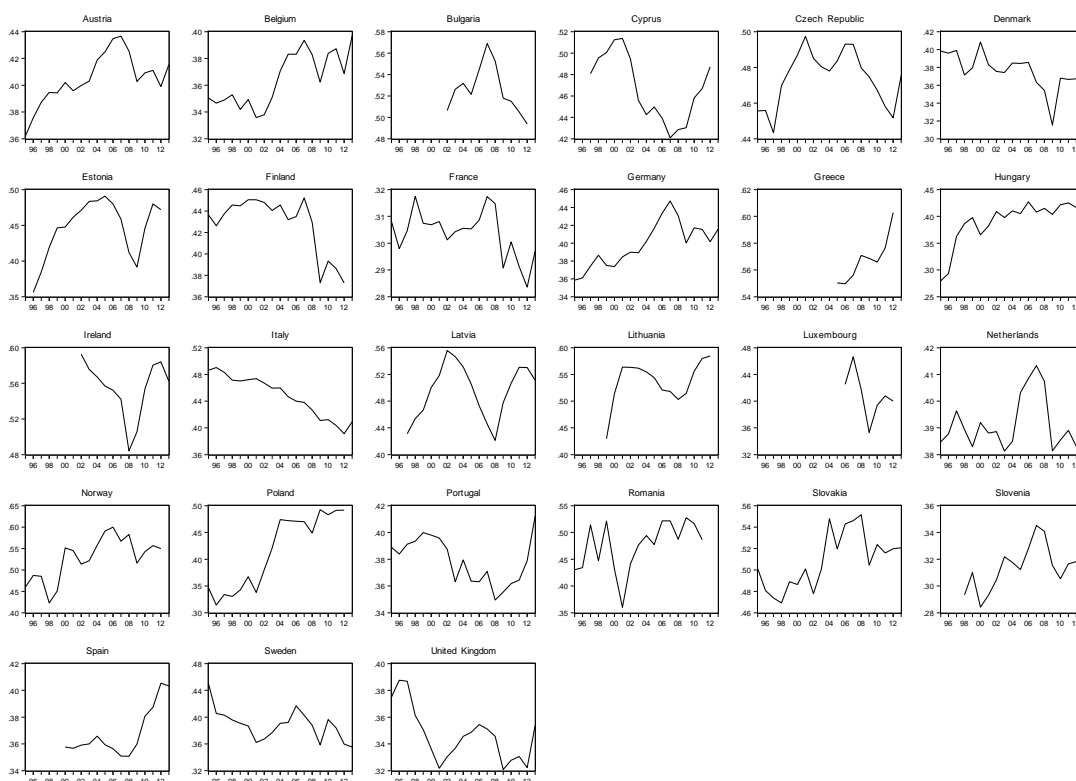 Austria
.44
.42
.40
.38
.36
96 98 00 02 04 06 08 10 12
Belgium
.40
.38
.36
.34
.32
96 98 00 02 04 06 08 10 12
Bulgaria
.58
.56
.54
.52
.50
.48
96 98 00 02 04 06 08 10 12
Cyprus
.52
.50
.48
.46
.44
.42
96 98 00 02 04 06 08 10 12
Czech Republic
.50
.48
.46
.44
96 98 00 02 04 06 08 10 12
Denmark
.42
.40
.38
.36
.34
.32
.30
96 98 00 02 04 06 08 10
Estonia
.50
.45
.40
.35
96 98 00 02 04 06 08 10 12
Finland
.46
.44
.42
.40
.38
.36
96 98 00 02 04 06 08 10 12
France
.32
.31
.30
.29
.28
96 98 00 02 04 06 08 10 12
Germany
.46
.44
.42
.40
.38
.36
.34
96 98 00 02 04 06 08 10 12
Greece
.62
.60
.58
.56
.54
96 98 00 02 04 06 08 10 12
Hungary
.45
.40
.35
.30
.25
96 98 00 02 04 06 08 10
Ireland
.60
.56
.52
.48
96 98 00 02 04 06 08 10 12
Italy
.52
.48
.44
.40
.36
96 98 00 02 04 06 08 10 12
Latvia
.56
.52
.48
.44
.40
96 98 00 02 04 06 08 10 12
Lithuania
.60
.55
.50
.45
.40
96 98 00 02 04 06 08 10 12
Luxembourg
.48
.44
.40
.36
.32
96 98 00 02 04 06 08 10 12
Netherlands
.42
.41
.40
.39
.38
96 98 00 02 04 06 08 10
Norway
.65
.60
.55
.50
.45
.40
96 98 00 02 04 06 08 10 12
Poland
.50
.45
.40
.35
.30
96 98 00 02 04 06 08 10 12
Portugal
.42
.40
.38
.36
.34
96 98 00 02 04 06 08 10 12
Romania
.55
.50
.45
.40
.35
96 98 00 02 04 06 08 10 12
Slovakia
.56
.54
.52
.50
.48
.46
96 98 00 02 04 06 08 10 12
Slovenia
.36
.34
.32
.30
.28
96 98 00 02 04 06 08 10
Spain
.42
.40
.38
.36
.34
96 98 00 02 04 06 08 10 12
Sweden
.48
.44
.40
.36
.32
96 98 00 02 04 06 08 10 12
United Kingdom
.40
.38
.36
.34
.32
96 98 00 02 04 06 08 10 12